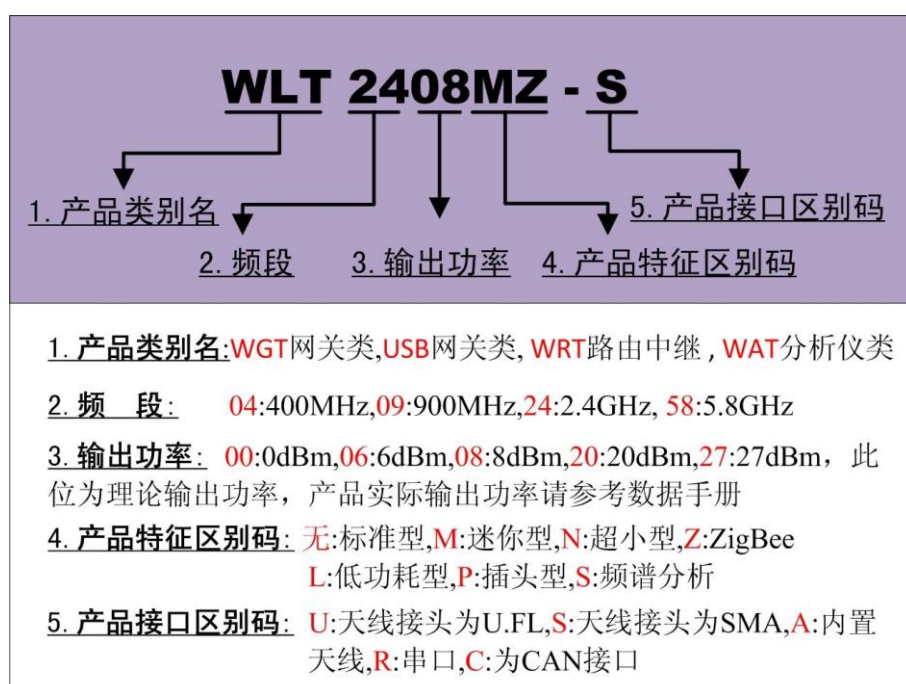 WLT 2408MZ - S
1. 产品类别名
5. 产品接口区别码
2. 频段 3. 输出功率 4. 产品特征区别码
1. 产品类别名:WGT网关类,USB网关类, WRT路由中继 , WAT分析仪类
2. 频 段: 04:400MHz,09:900MHz,24:2.4GHz, 58:5.8GHz
3. 输出功率: 00:0dBm,06:6dBm,08:8dBm,20:20dBm,27:27dBm，此
位为理论输出功率，产品实际输出功率请参考数据手册
4. 产品特征区别码: 无:标准型,M:迷你型,N:超小型,Z:ZigBee
L:低功耗型,P:插头型,S:频谱分析
5. 产品接口区别码: U:天线接头为U.FL,S:天线接头为SMA,A:内置
天线,R:串口,C:为CAN接口